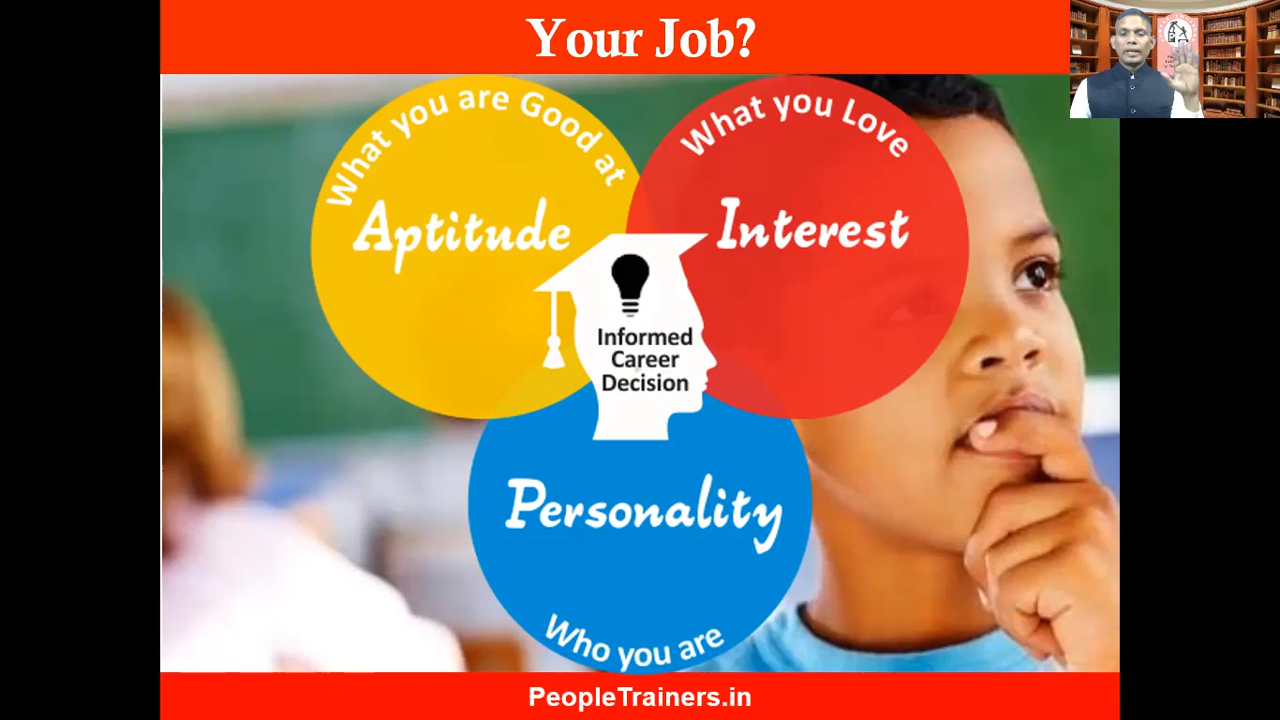 Your Job?
What you are Good at
Aptitude
What you Love
Interest
Informed
Career
Decision
Personality
Who you are
PeopleTrainers.in